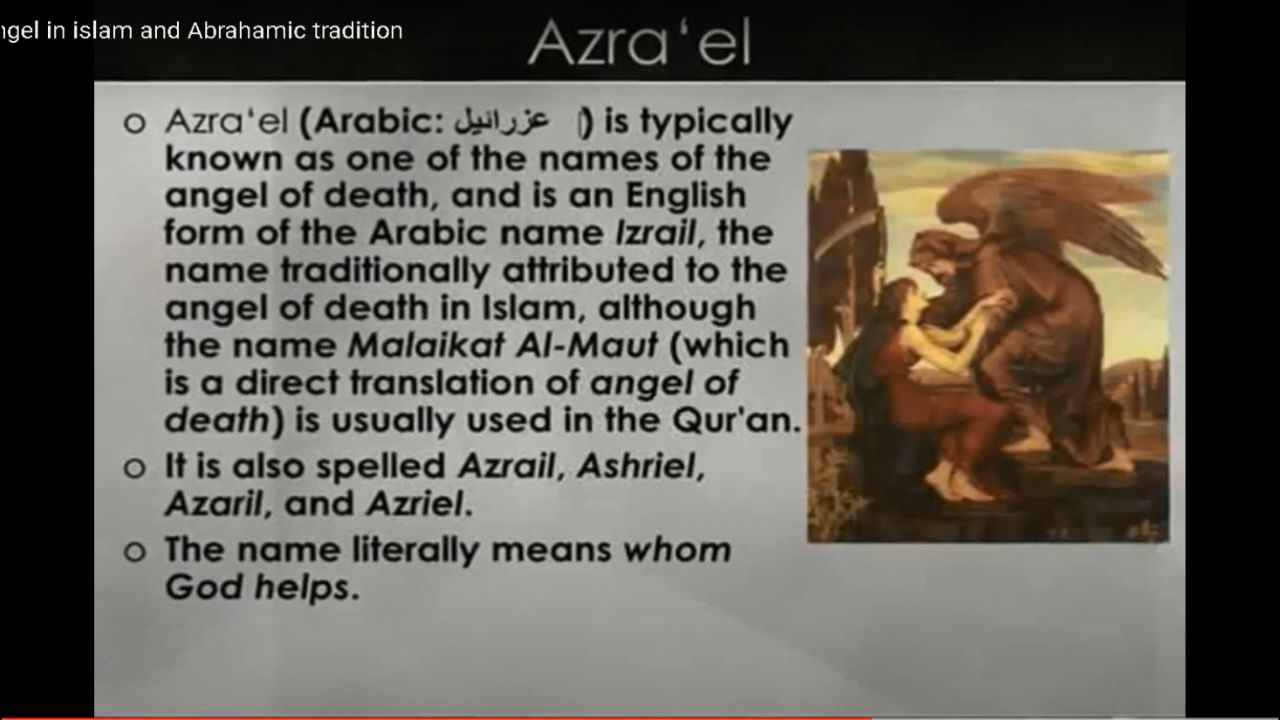 ngel in islam and Abrahamic tradition
Azra'el
o Azra'el (Arabic: عزرائيل ) is typically
known as one of the names of the
angel of death, and is an English
form of the Arabic name Izrail, the
name traditionally attributed to the
angel of death in Islam, although
the name Malaikat Al-Maut (which
is a direct translation of angel of
death) is usually used in the Qur'an.
o It is also spelled Azrail, Ashriel,
Azaril, and Azriel.
o The name literally means whom
God helps.